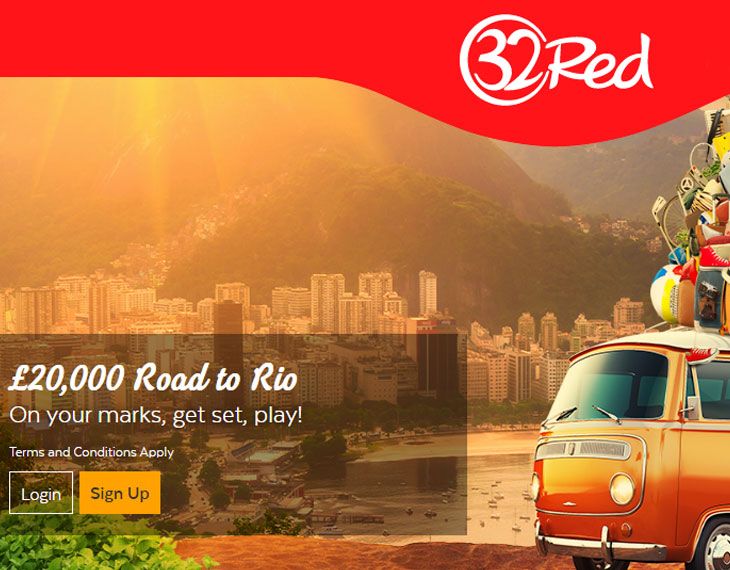 32Red
£20,000 Road to Rio
On your marks, get set, play!
Terms and Conditions Apply
Login
Sign Up